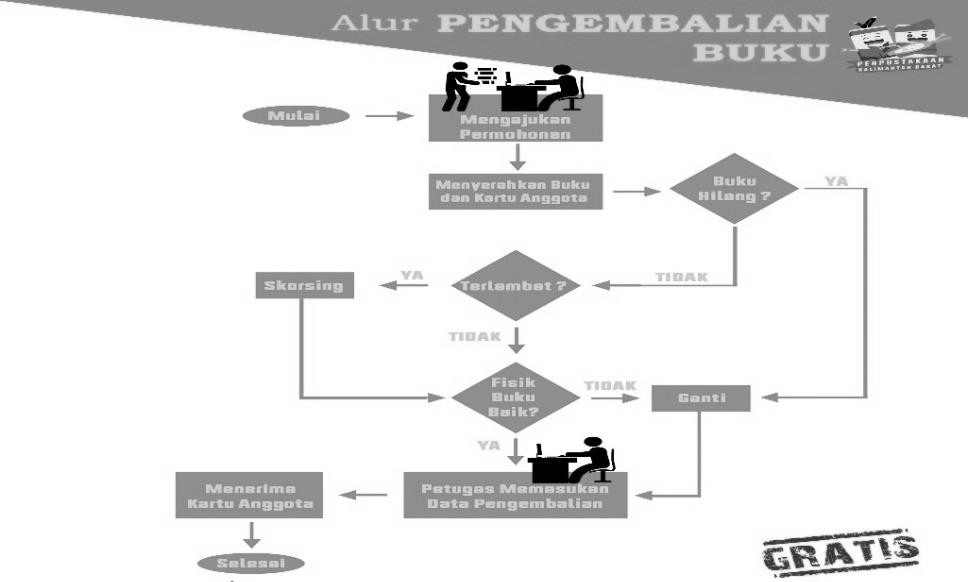 Alur PENGEMBALIAN
BUKU
PERPUSTAKAAN
KALIMANTAN BARAT
Mulai
Mengajukan
Permohonan
Menyerahkan Buku
dan Kartu Anggota
Buku
Hilang ?
YA
TIDAK
Terlambat ?
YA
Skorsing
TIDAK
Fisik
Buku
Baik?
TIDAK
Ganti
YA
Petugas Memasukan
Data Pengembalian
Menerima
Kartu Anggota
Selesai
GRATIS